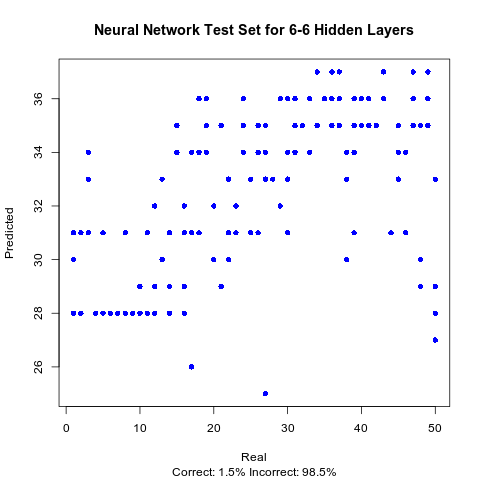 Neural Network Test Set for 6-6 Hidden Layers
Predicted
36
34
32
30
28
26
0 10 20 30 40 50
Real
Correct: 1.5% Incorrect: 98.5%